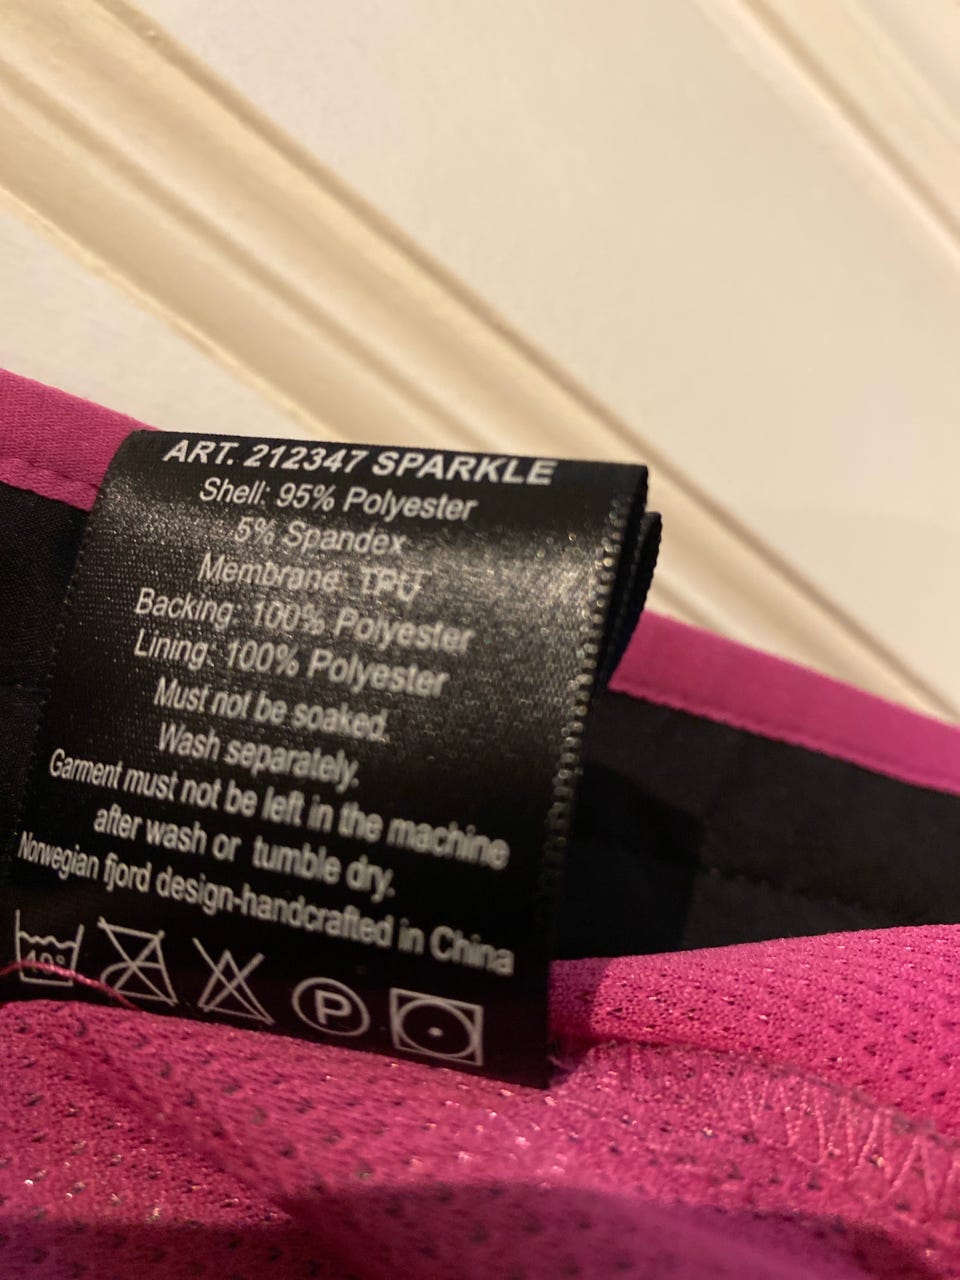 ART. 212347 SPARKLE
Shell: 95% Polyester
5% Spandex
Membrane: TPU
Backing: 100% Polyester
Lining: 100% Polyester
Must not be soaked.
Wash separately.
Garment must not be left in the machine
after wash or tumble dry.
Norwegian fjord design-handcrafted in China
40° P